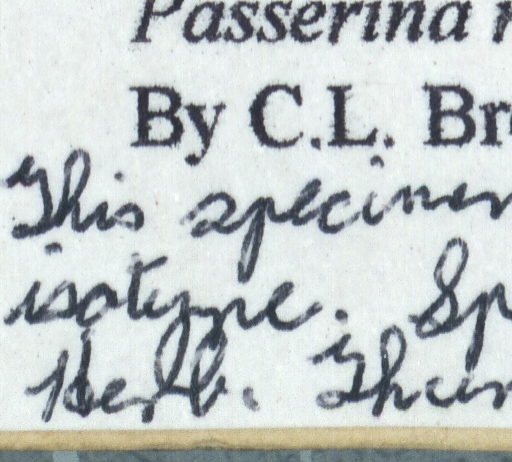 Passerina
By C.L. Br
This specimen
isotype. Sp
Herb. Thun